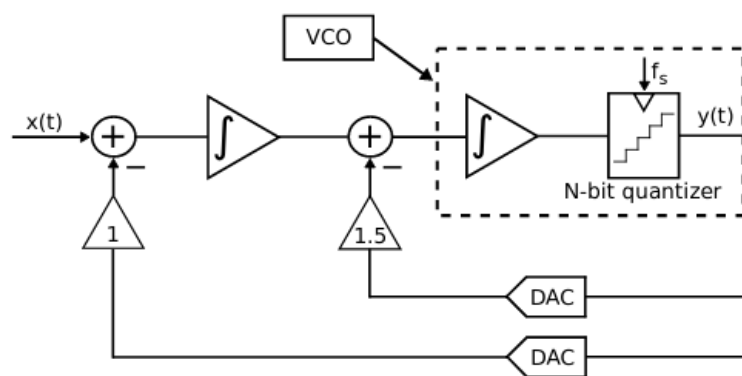 VCO
x(t)
+
−
∫
+
−
∫
f_s
y(t)
N-bit quantizer
1
1.5
DAC
DAC